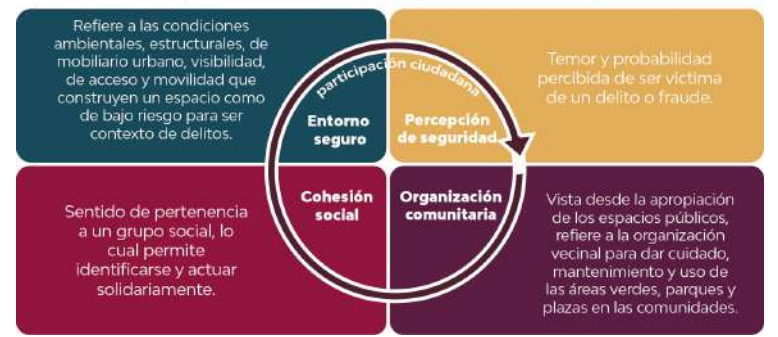 Refiere a las condiciones
ambientales, estructurales, de
mobiliario urbano, visibilidad,
de acceso y movilidad que
construyen un espacio como
de bajo riesgo para ser
contexto de delitos.
participación ciudadana
Entorno
seguro
Percepción
de seguridad
Temor y probabilidad
percibida de ser victima
de un delito o fraude.
Sentido de pertenencia
a un grupo social, lo
cual permite
identificarse y actuar
solidariamente.
Cohesión
social
Organización
comunitaria
Vista desde la apropiación
de los espacios públicos,
refiere a la organización
vecinal para dar cuidado,
mantenimiento y uso de
las áreas verdes, parques y
plazas en las comunidades.